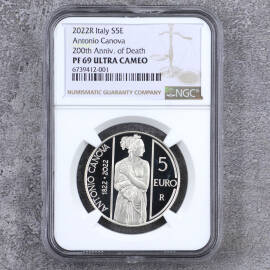 2022R Italy S5E
Antonio Canova
200th Anniv. of Death
PF 69 ULTRA CAMEO
6739412-001
NUMISMATIC GUARANTY COMPANY
NGC
ANTONIO CANOVA
1822 • 2022
5
EURO
R